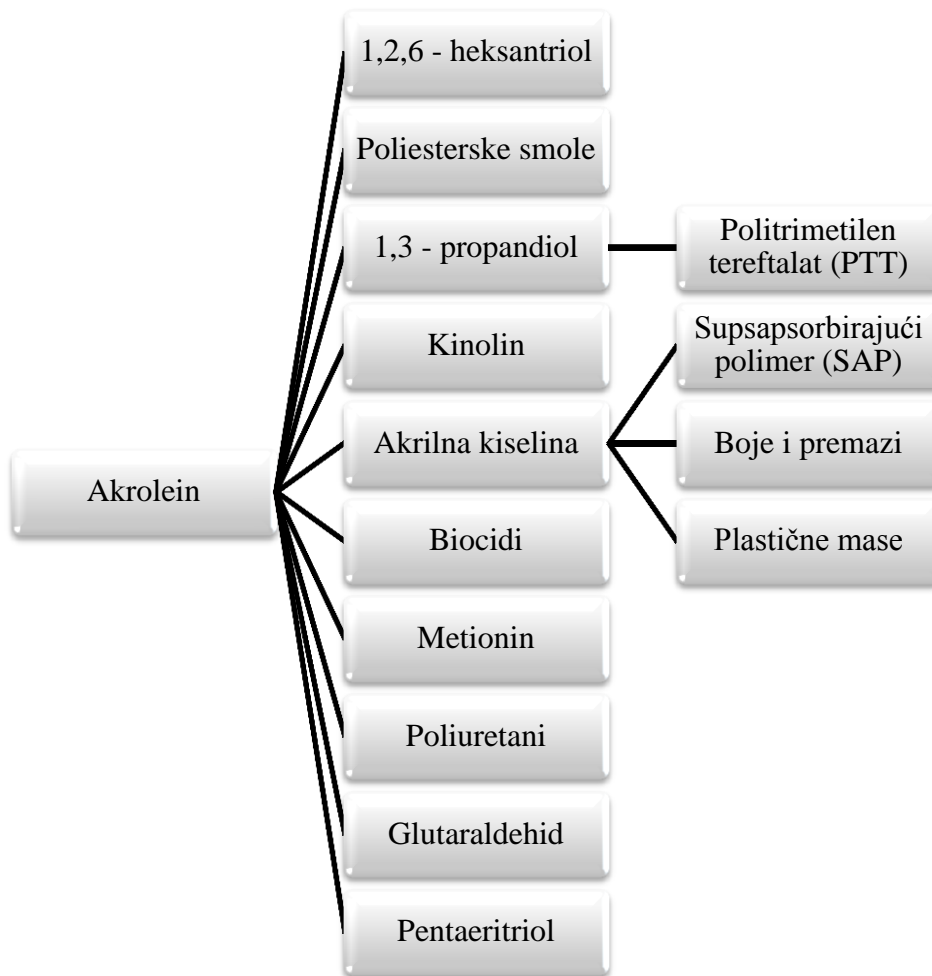 1,2,6 - heksantriol
Poliesterske smole
1,3 - propandiol
Politrimetilen
tereftalat (PTT)
Kinolin
Supsapsorbirajući
polimer (SAP)
Akrilna kiselina
Boje i premazi
Akrolein
Biocidi
Plastične mase
Metionin
Poliuretani
Glutaraldehid
Pentaeritriol